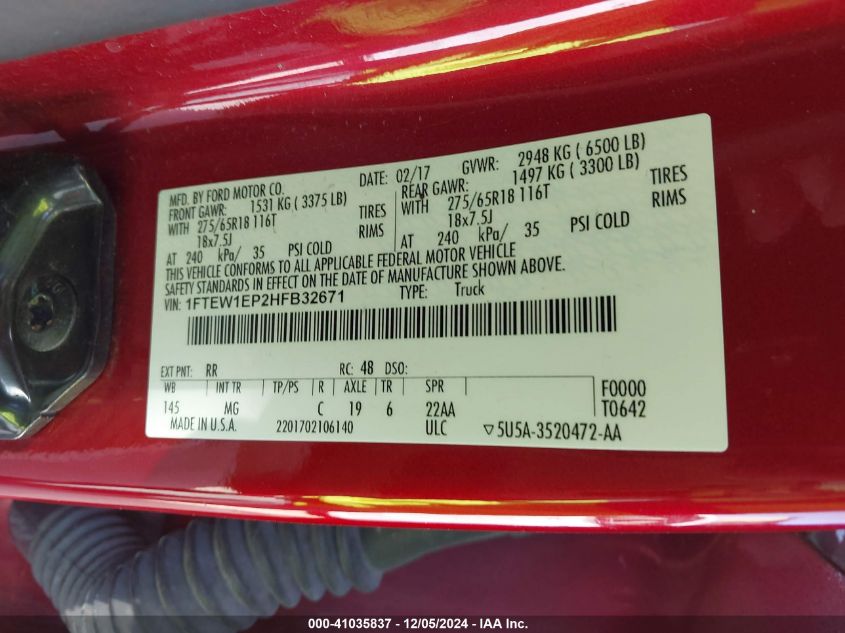 MFD. BY FORD MOTOR CO. DATE: 02/17 GVWR: 2948 KG ( 6500 LB)
FRONT GAWR: 1531 KG ( 3375 LB) REAR GAWR: 1497 KG ( 3300 LB)
WITH 275/65R18 116T TIRES WITH 275/65R18 116T TIRES
18x7.5J RIMS 18x7.5J RIMS
AT 240 kPa/ 35 PSI COLD AT 240 kPa/ 35 PSI COLD
THIS VEHICLE CONFORMS TO ALL APPLICABLE FEDERAL MOTOR VEHICLE
SAFETY STANDARDS IN EFFECT ON THE DATE OF MANUFACTURE SHOWN ABOVE.
VIN: 1FTEW1EP2HFB32671 TYPE: Truck
EXT PNT: RR RC: 48 DSO:
WB INT TR TP/PS R AXLE TR SPR F0000
145 MG C 19 6 22AA T0642
MADE IN U.S.A. 2201702106140 ULC ▽5U5A-3520472-AA
000-41035837 - 12/05/2024 - IAA Inc.